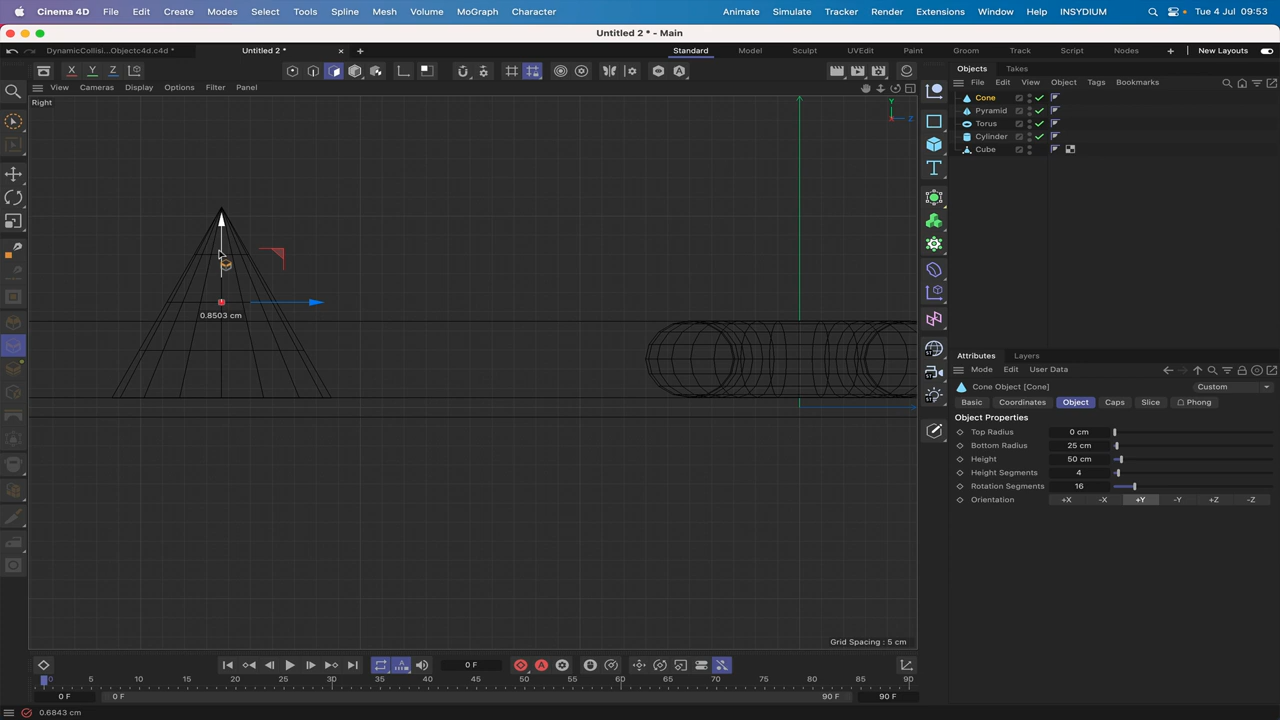 Cinema 4D File Edit Create Modes Select Tools Spline Mesh Volume MoGraph Character Animate Simulate Tracker Render Extensions Window Help INSYDIUM Tue 4 Jul 09:53
Untitled 2 * - Main
DynamicCollisi...Objectc4d.c4d * Untitled 2 * Standard Model Sculpt UVEdit Paint Groom Track Script Nodes New Layouts
X Y Z
View Cameras Display Options Filter Panel
Right
Y
Z
0.8503 cm
Grid Spacing : 5 cm
Objects Takes
File Edit View Object Tags Bookmarks
Cone
Pyramid
Torus
Cylinder
Cube
Attributes Layers
Mode Edit User Data
Cone Object [Cone] Custom
Basic Coordinates Object Caps Slice Phong
Object Properties
Top Radius 0 cm
Bottom Radius 25 cm
Height 50 cm
Height Segments 4
Rotation Segments 16
Orientation +X -X +Y -Y +Z -Z
0 F
0 5 10 15 20 25 30 35 40 45 50 55 60 65 70 75 80 85 90
0 F 0 F 90 F 90 F
0.6843 cm